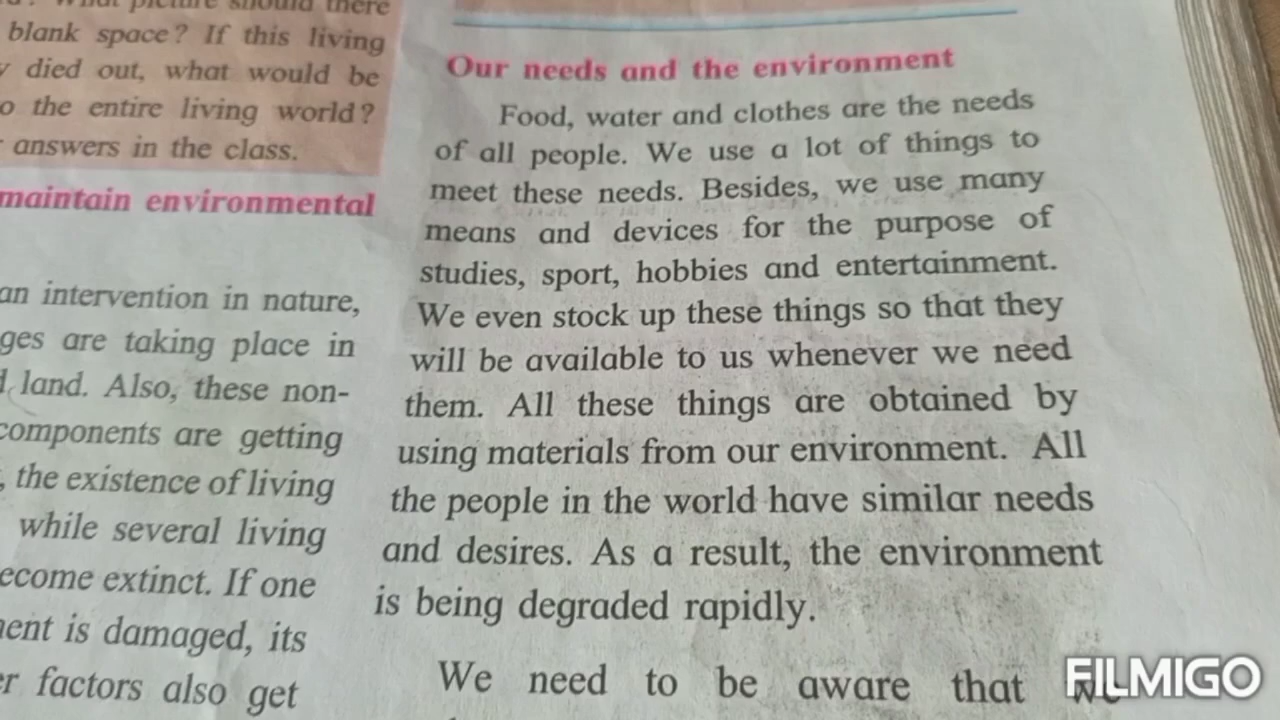 picture should there
blank space? If this living
died out, what would be
the entire living world?
answers in the class.
maintain environmental
an intervention in nature,
are taking place in
land. Also, these non-
components are getting
, the existence of living
while several living
extinct. If one
is damaged, its
factors also get
Our needs and the environment
Food, water and clothes are the needs
of all people. We use a lot of things to
meet these needs. Besides, we use many
means and devices for the purpose of
studies, sport, hobbies and entertainment.
We even stock up these things so that they
will be available to us whenever we need
them. All these things are obtained by
using materials from our environment. All
the people in the world have similar needs
and desires. As a result, the environment
is being degraded rapidly.
We need to be aware that we
FILMIGO